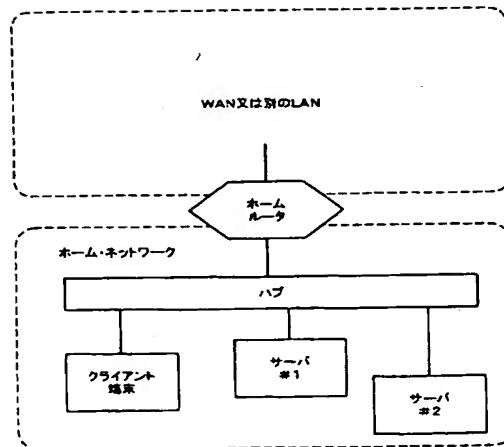 WAN又は別のLAN
ホーム
ルータ
ホーム・ネットワーク
ハブ
クライアント
端末
サーバ
#1
サーバ
#2